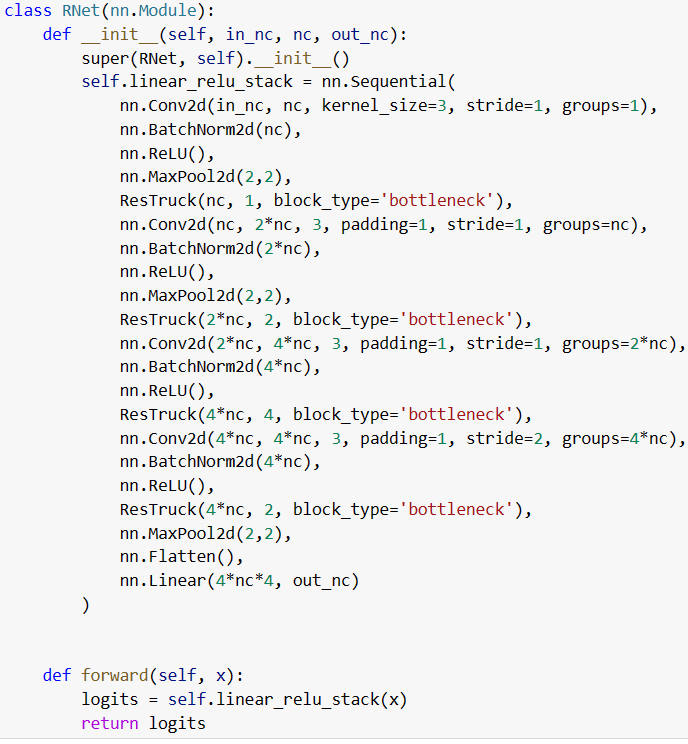 class RNet(nn.Module):
    def __init__(self, in_nc, nc, out_nc):
        super(RNet, self).__init__()
        self.linear_relu_stack = nn.Sequential(
            nn.Conv2d(in_nc, nc, kernel_size=3, stride=1, groups=1),
            nn.BatchNorm2d(nc),
            nn.ReLU(),
            nn.MaxPool2d(2,2),
            ResTruck(nc, 1, block_type='bottleneck'),
            nn.Conv2d(nc, 2*nc, 3, padding=1, stride=1, groups=nc),
            nn.BatchNorm2d(2*nc),
            nn.ReLU(),
            nn.MaxPool2d(2,2),
            ResTruck(2*nc, 2, block_type='bottleneck'),
            nn.Conv2d(2*nc, 4*nc, 3, padding=1, stride=1, groups=2*nc),
            nn.BatchNorm2d(4*nc),
            nn.ReLU(),
            ResTruck(4*nc, 4, block_type='bottleneck'),
            nn.Conv2d(4*nc, 4*nc, 3, padding=1, stride=2, groups=4*nc),
            nn.BatchNorm2d(4*nc),
            nn.ReLU(),
            ResTruck(4*nc, 2, block_type='bottleneck'),
            nn.MaxPool2d(2,2),
            nn.Flatten(),
            nn.Linear(4*nc*4, out_nc)
        )
    def forward(self, x):
        logits = self.linear_relu_stack(x)
        return logits